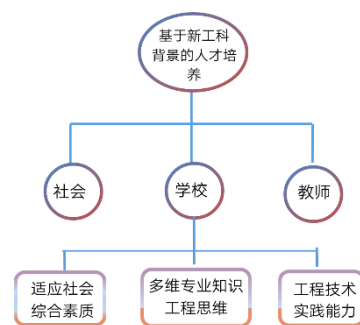 基于新工科
背景的人才培
养
社会
学校
教师
适应社会
综合素质
多维专业知识
工程思维
工程技术
实践能力